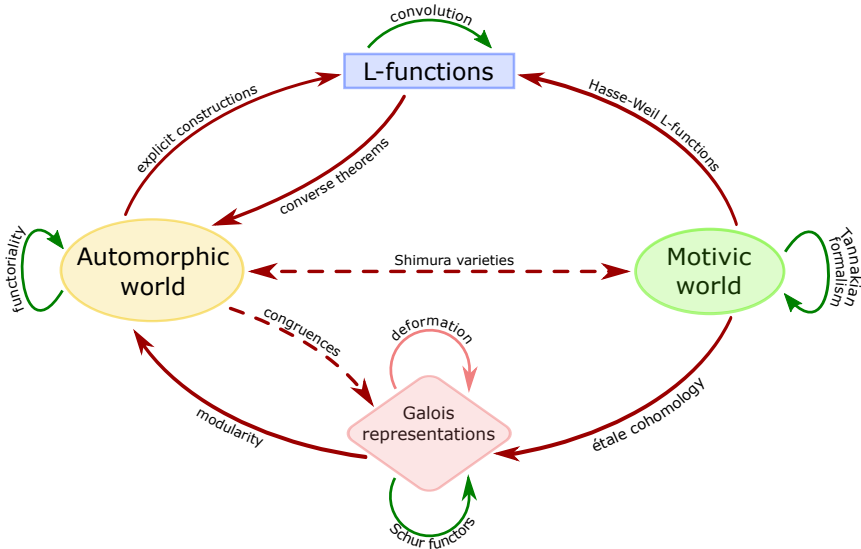 convolution
L-functions
explicit constructions
Hasse-Weil L-functions
converse theorems
functoriality
Automorphic
world
Shimura varieties
Motivic
world
Tannakian
formalism
congruences
deformation
Galois
representations
modularity
étale cohomology
Schur functors